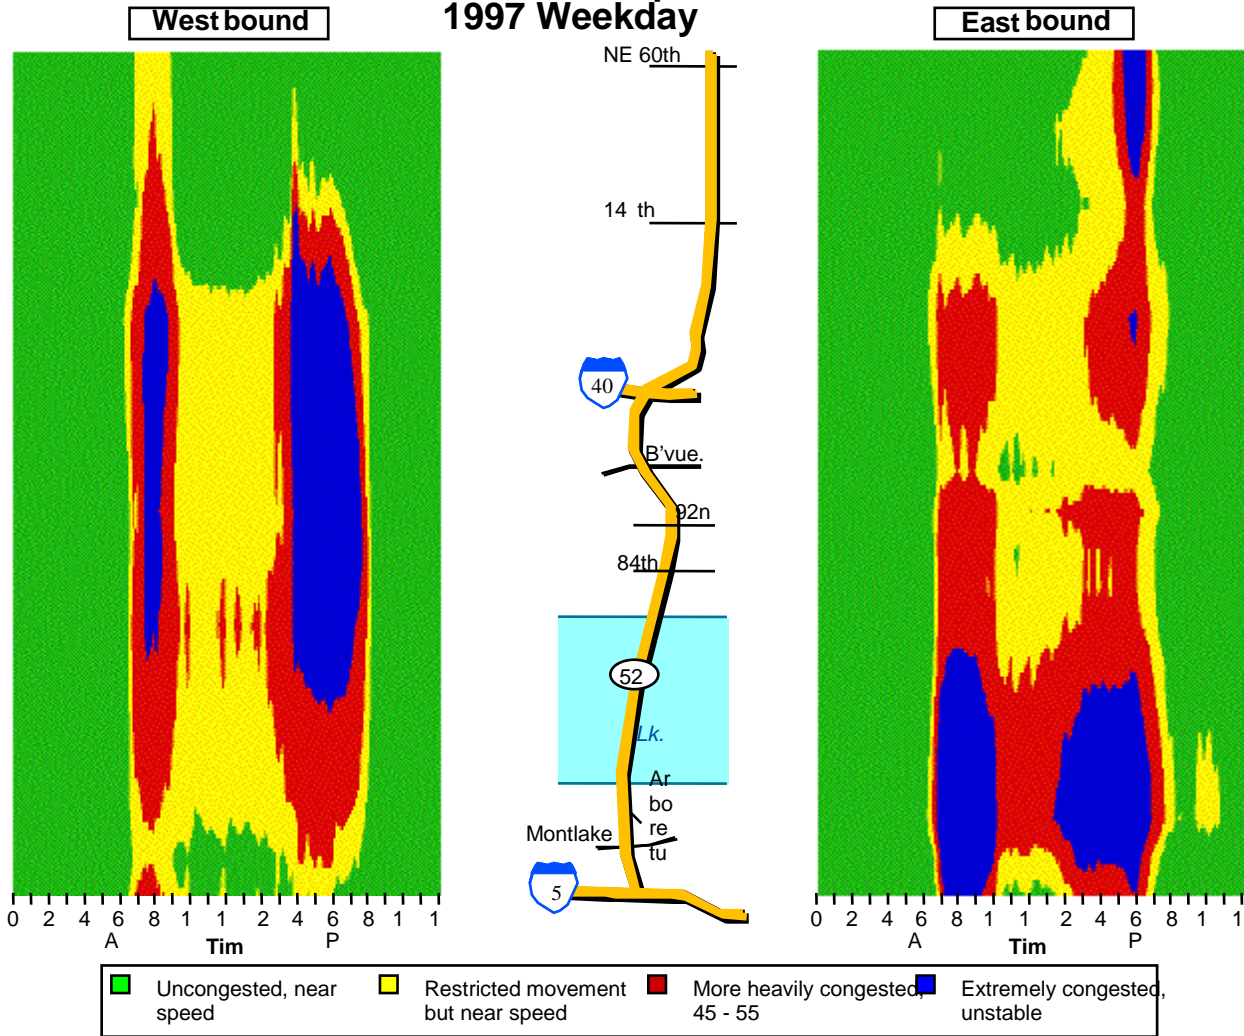 West bound
1997 Weekday
East bound
NE 60th
14 th
40
B'vue.
92n
84th
52
Lk.
Ar
bo
re
tu
Montlake
5
0 2 4 6 8 1 1 2 4 6 8 1 1
A Tim P
0 2 4 6 8 1 1 2 4 6 8 1 1
A Tim P
Uncongested, near
speed
Restricted movement
but near speed
More heavily congested,
45 - 55
Extremely congested,
unstable